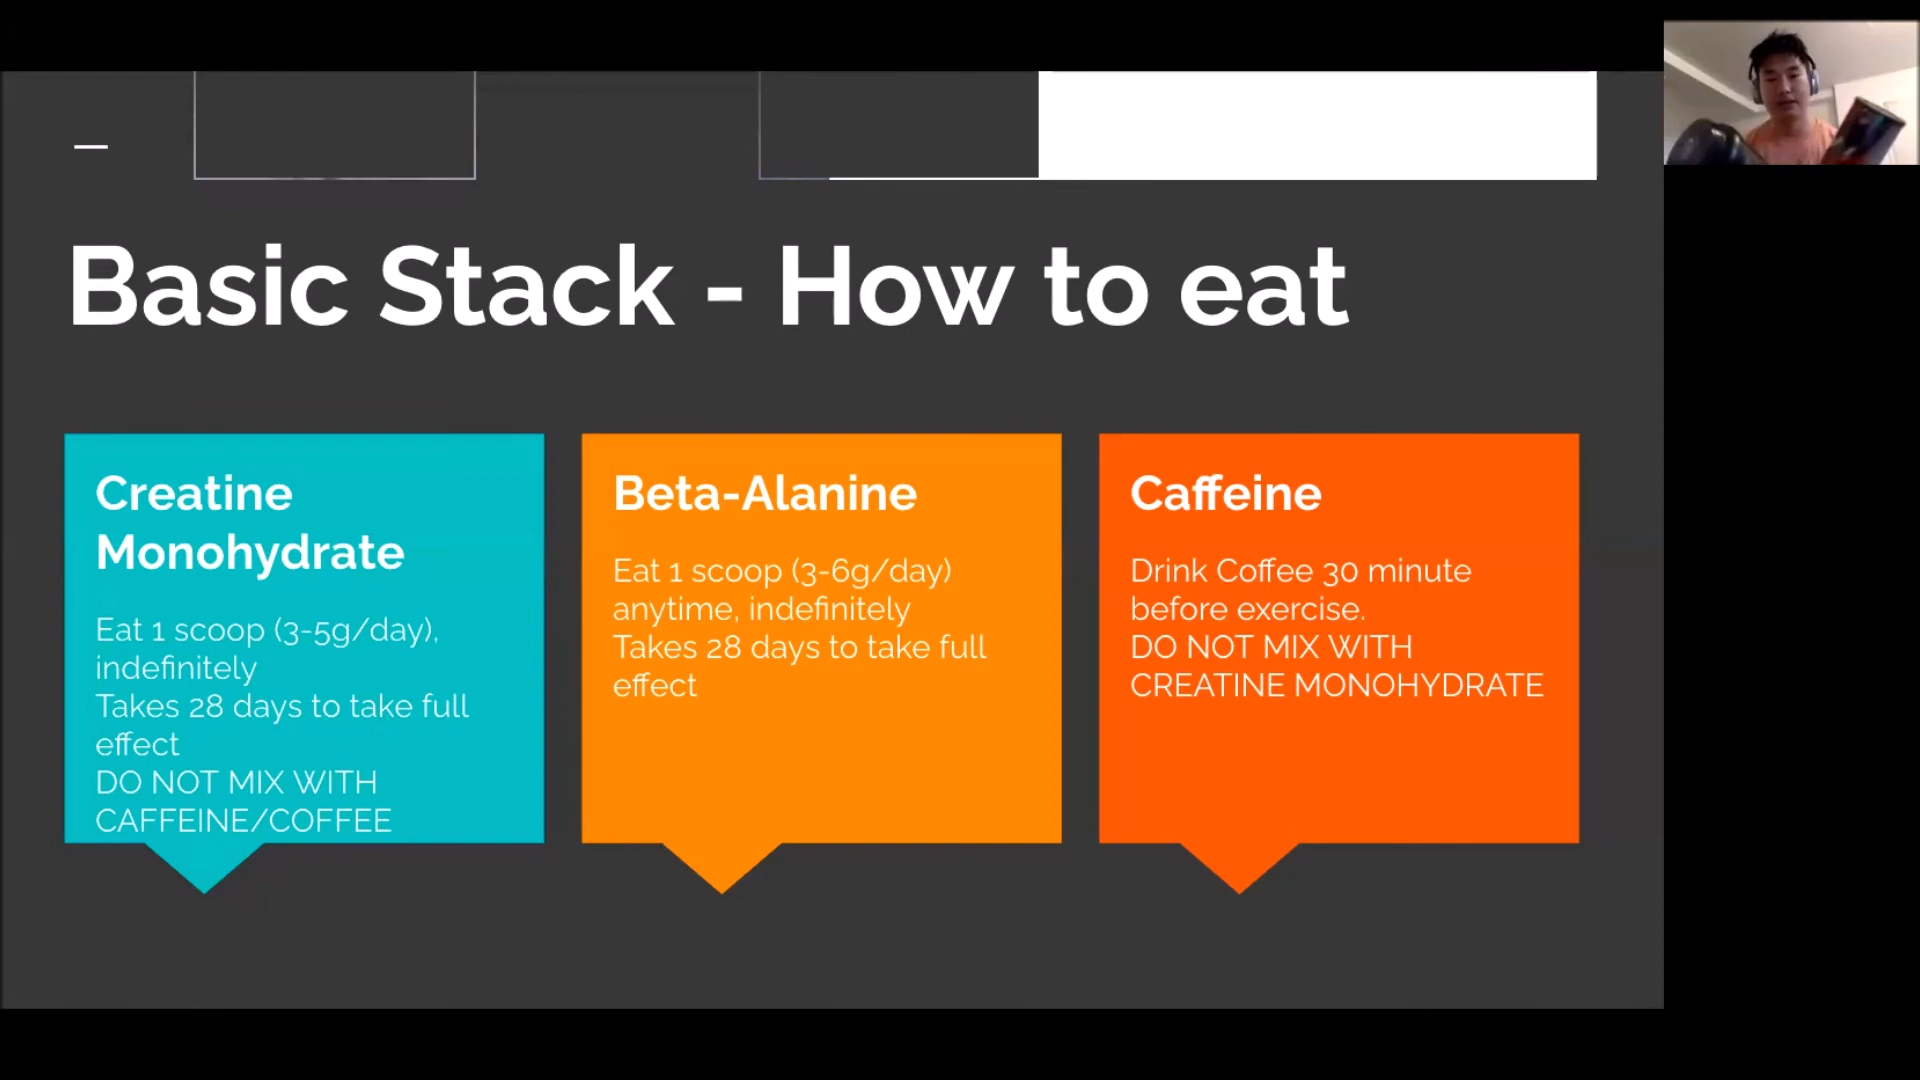 Basic Stack - How to eat
Creatine
Monohydrate
Eat 1 scoop (3-5g/day),
indefinitely
Takes 28 days to take full
effect
DO NOT MIX WITH
CAFFEINE/COFFEE
Beta-Alanine
Eat 1 scoop (3-6g/day)
anytime, indefinitely
Takes 28 days to take full
effect
Caffeine
Drink Coffee 30 minute
before exercise.
DO NOT MIX WITH
CREATINE MONOHYDRATE